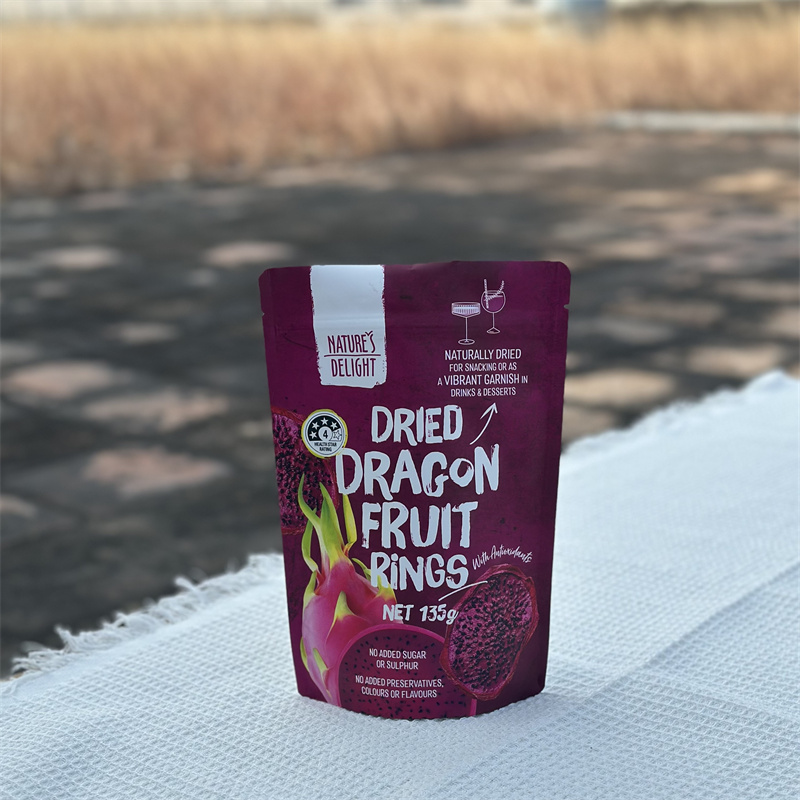 NATURE'S
DELIGHT
NATURALLY DRIED
FOR SNACKING OR AS
A VIBRANT GARNISH IN
DRINKS & DESSERTS
4
HEALTH STAR
RATING
DRIED
DRAGON
FRUIT
RINGS
With Antioxidants
NET 135g
NO ADDED SUGAR
OR SULPHUR
NO ADDED PRESERVATIVES,
COLOURS OR FLAVOURS